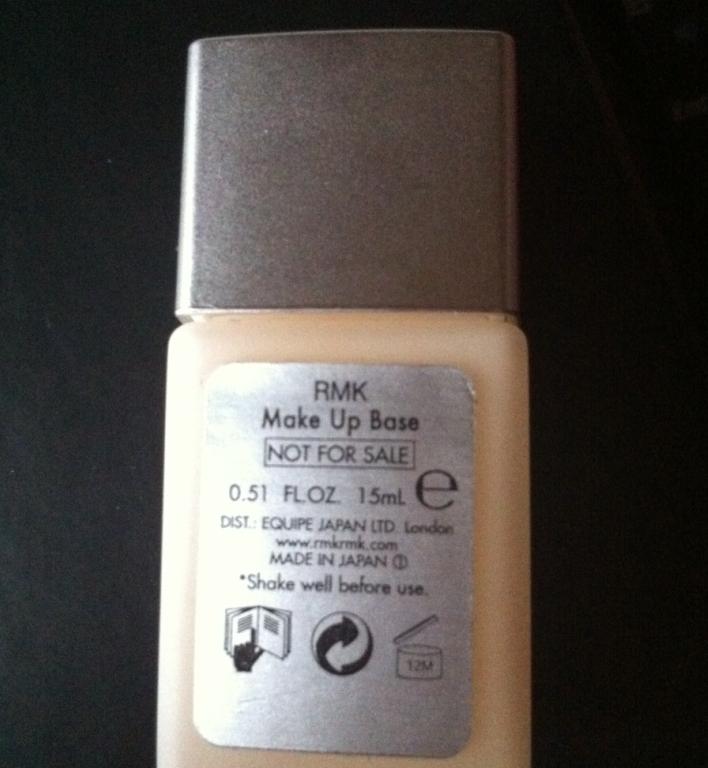 RMK
Make Up Base
NOT FOR SALE
0.51 FL.OZ. 15mL ℮
DIST.: EQUIPE JAPAN LTD. London
www.rmkrmk.com
MADE IN JAPAN ①
*Shake well before use.
12M